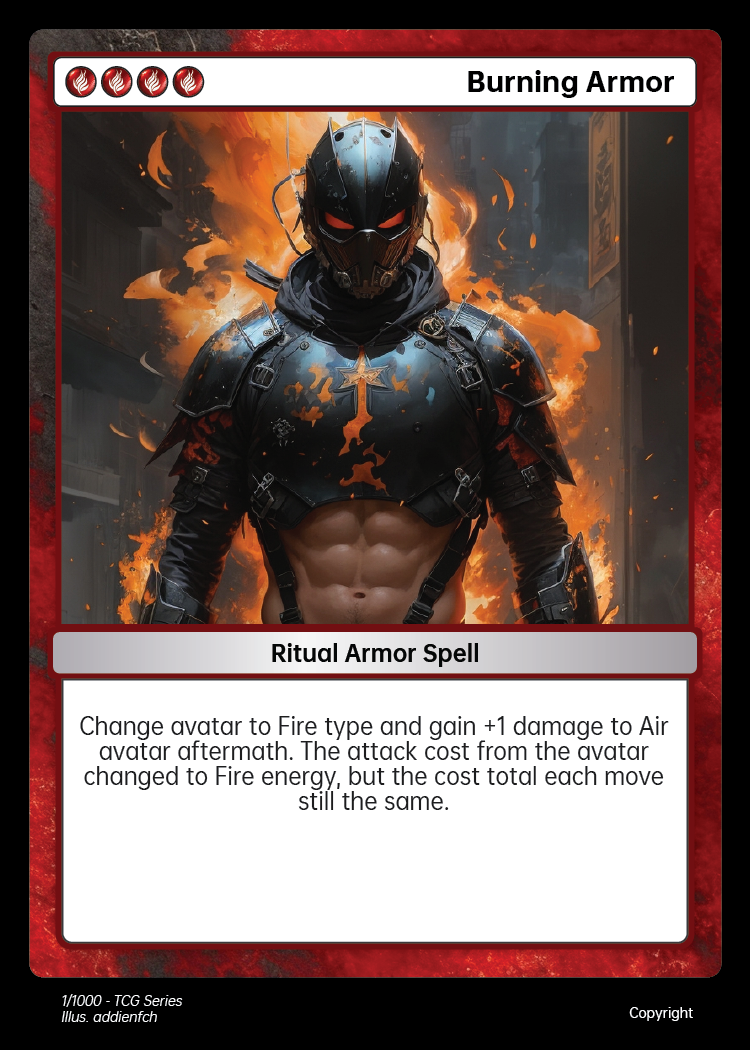 Burning Armor
Ritual Armor Spell
Change avatar to Fire type and gain +1 damage to Air
avatar aftermath. The attack cost from the avatar
changed to Fire energy, but the cost total each move
still the same.
1/1000 - TCG Series
Illus. addienfch
Copyright